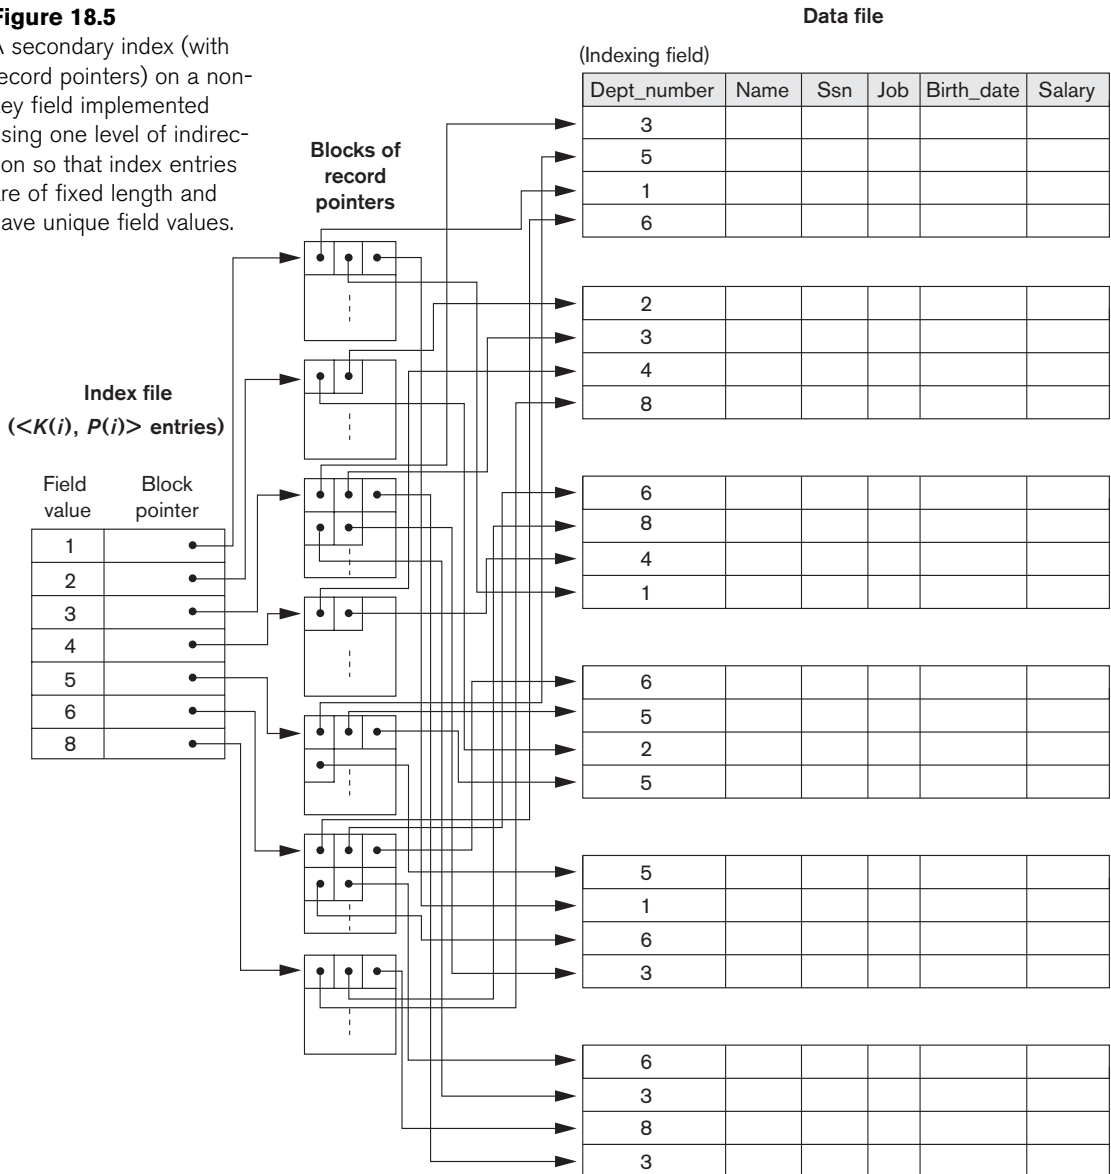 Figure 18.5
A secondary index (with
ecord pointers) on a non-
ey field implemented
sing one level of indirec-
on so that index entries
are of fixed length and
ave unique field values.
Data file
(Indexing field)
Dept_number Name Ssn Job Birth_date Salary
3
5
1
6
2
3
4
8
6
8
4
1
6
5
2
5
5
1
6
3
6
3
8
3
Blocks of
record
pointers
Index file
(<K(i), P(i)> entries)
Field
value
Block
pointer
1
2
3
4
5
6
8